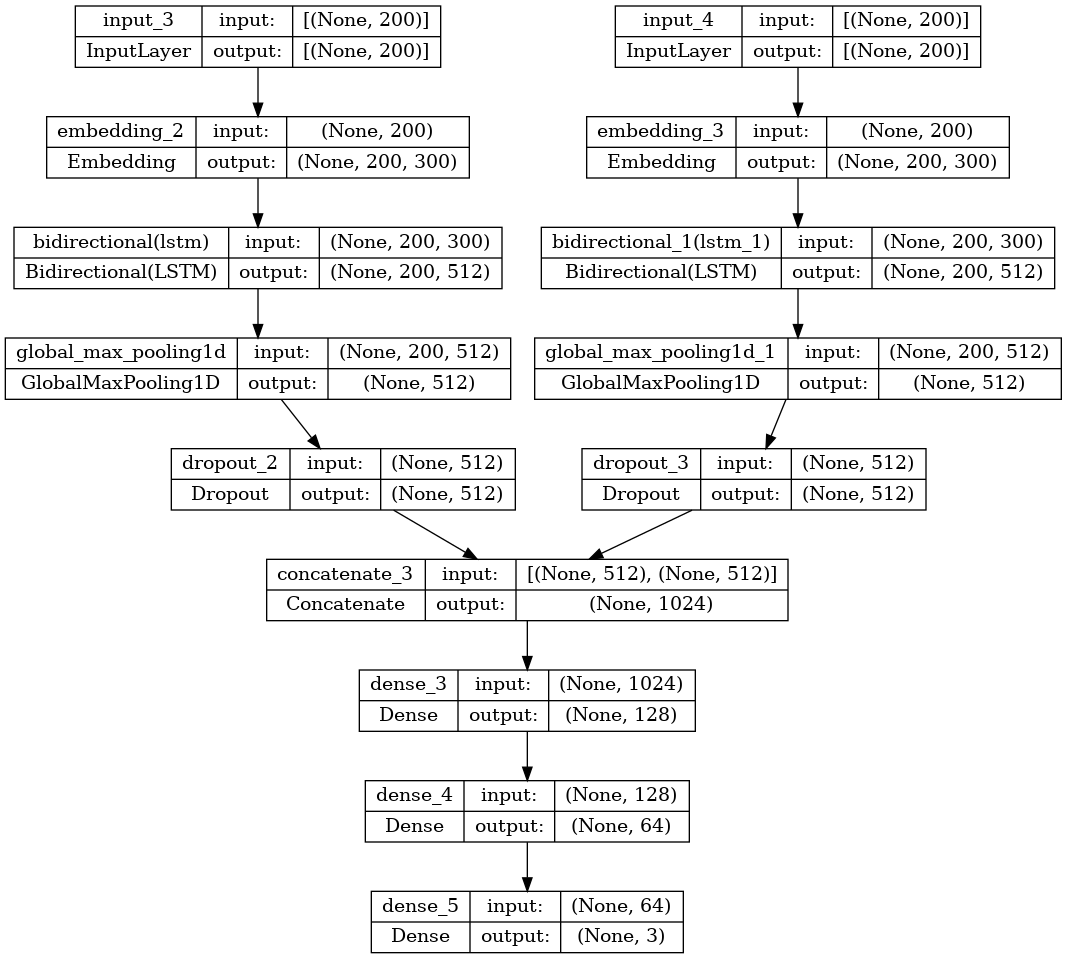 input_3 input: [(None, 200)]
InputLayer output: [(None, 200)]
input_4 input: [(None, 200)]
InputLayer output: [(None, 200)]
embedding_2 input: (None, 200)
Embedding output: (None, 200, 300)
embedding_3 input: (None, 200)
Embedding output: (None, 200, 300)
bidirectional(lstm) input: (None, 200, 300)
Bidirectional(LSTM) output: (None, 200, 512)
bidirectional_1(lstm_1) input: (None, 200, 300)
Bidirectional(LSTM) output: (None, 200, 512)
global_max_pooling1d input: (None, 200, 512)
GlobalMaxPooling1D output: (None, 512)
global_max_pooling1d_1 input: (None, 200, 512)
GlobalMaxPooling1D output: (None, 512)
dropout_2 input: (None, 512)
Dropout output: (None, 512)
dropout_3 input: (None, 512)
Dropout output: (None, 512)
concatenate_3 input: [(None, 512), (None, 512)]
Concatenate output: (None, 1024)
dense_3 input: (None, 1024)
Dense output: (None, 128)
dense_4 input: (None, 128)
Dense output: (None, 64)
dense_5 input: (None, 64)
Dense output: (None, 3)